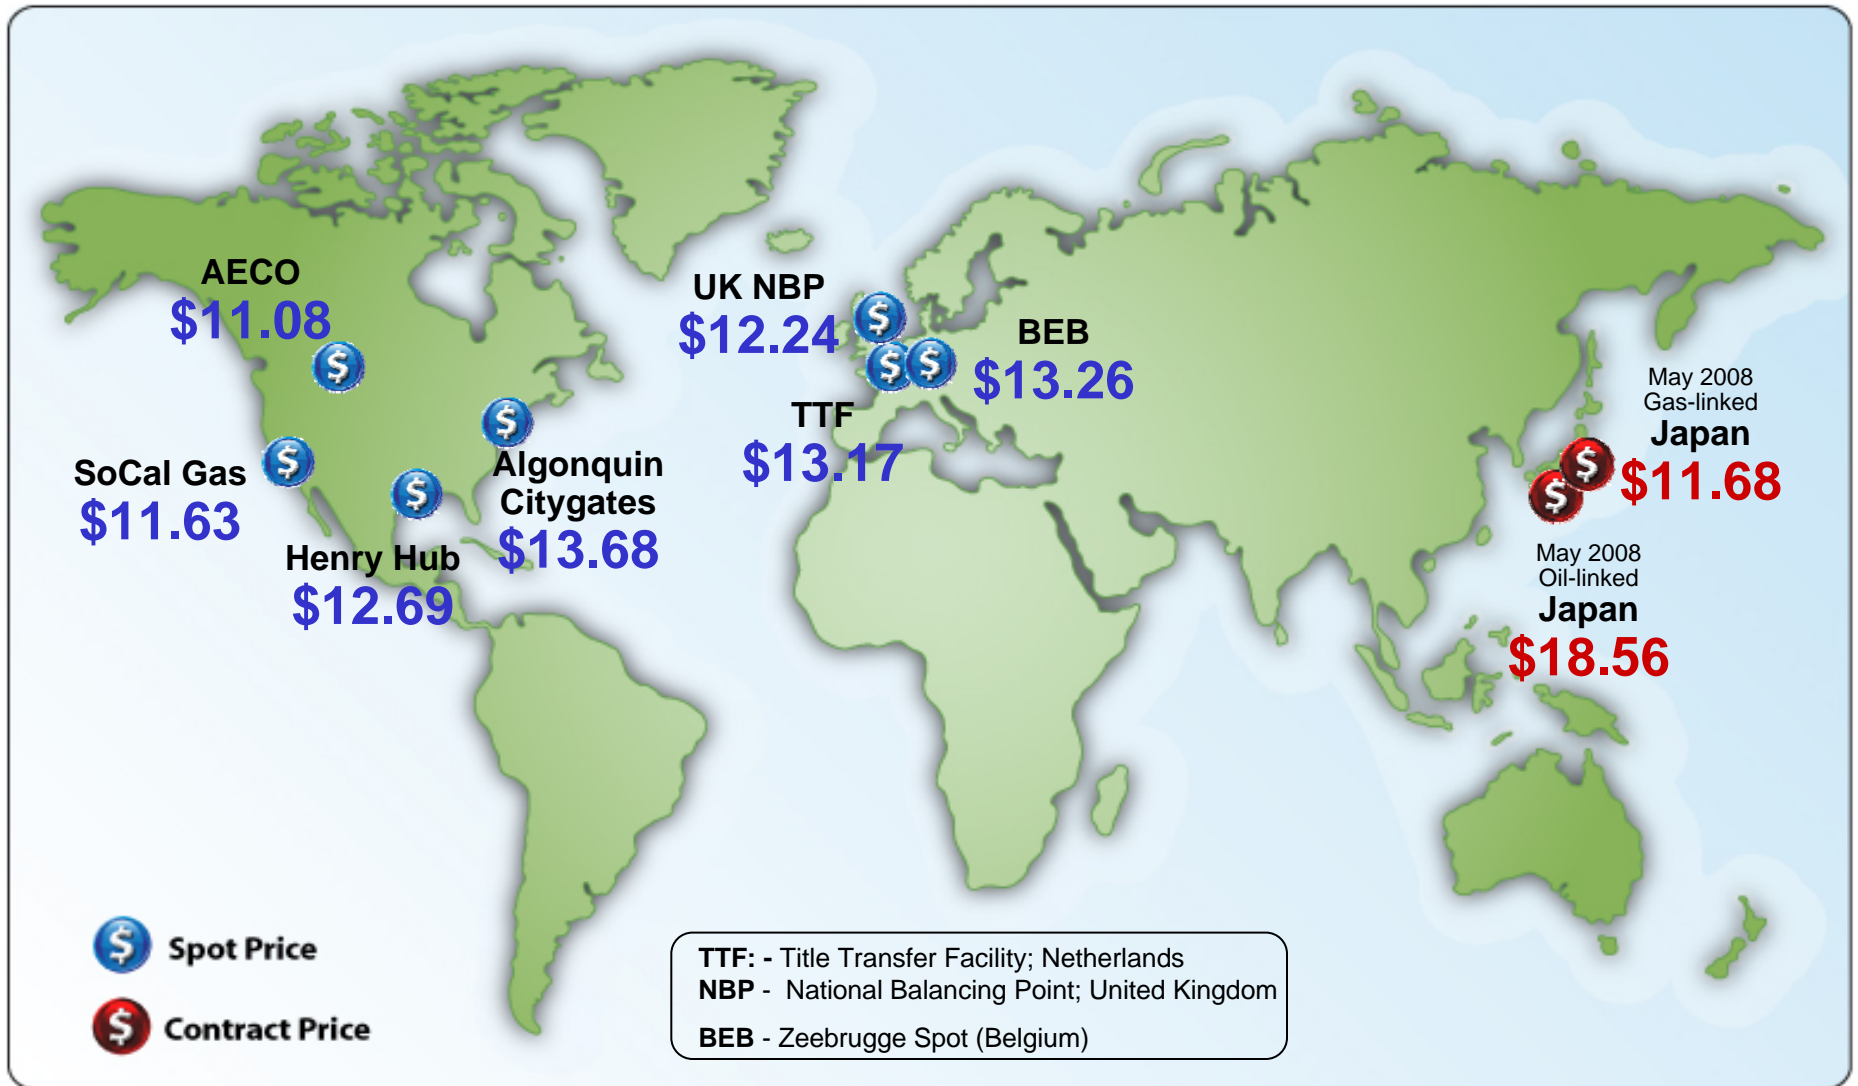 AECO
$11.08
SoCal Gas
$11.63
Henry Hub
$12.69
Algonquin
Citygates
$13.68
UK NBP
$12.24
TTF
$13.17
BEB
$13.26
May 2008
Gas-linked
Japan
$11.68
May 2008
Oil-linked
Japan
$18.56
$ Spot Price
$ Contract Price
TTF: - Title Transfer Facility; Netherlands
NBP - National Balancing Point; United Kingdom
BEB - Zeebrugge Spot (Belgium)